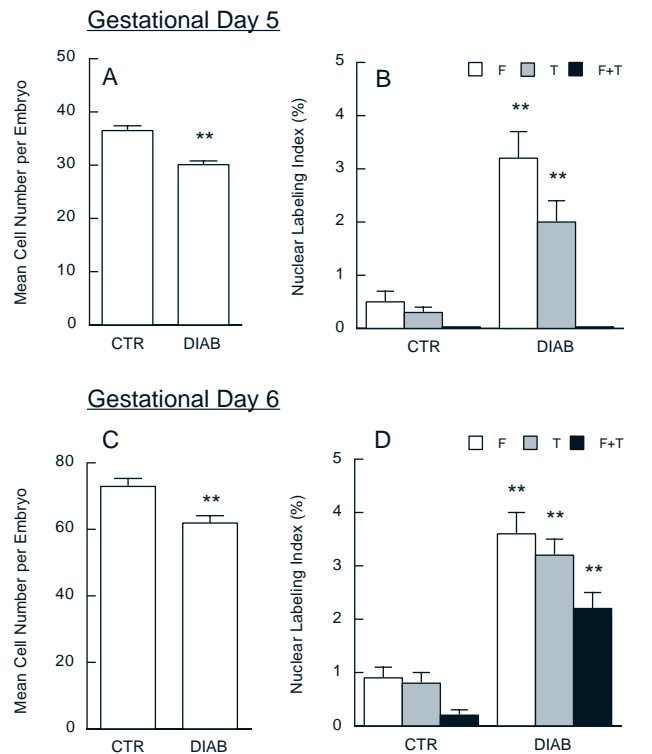 Gestational Day 5
A
Mean Cell Number per Embryo
50
40
30
20
10
0
**
CTR DIAB
B
F T F+T
Nuclear Labeling Index (%)
5
4
3
2
1
0
**
**
CTR DIAB
Gestational Day 6
C
Mean Cell Number per Embryo
80
60
40
20
0
**
CTR DIAB
D
F T F+T
Nuclear Labeling Index (%)
5
4
3
2
1
0
**
**
**
CTR DIAB